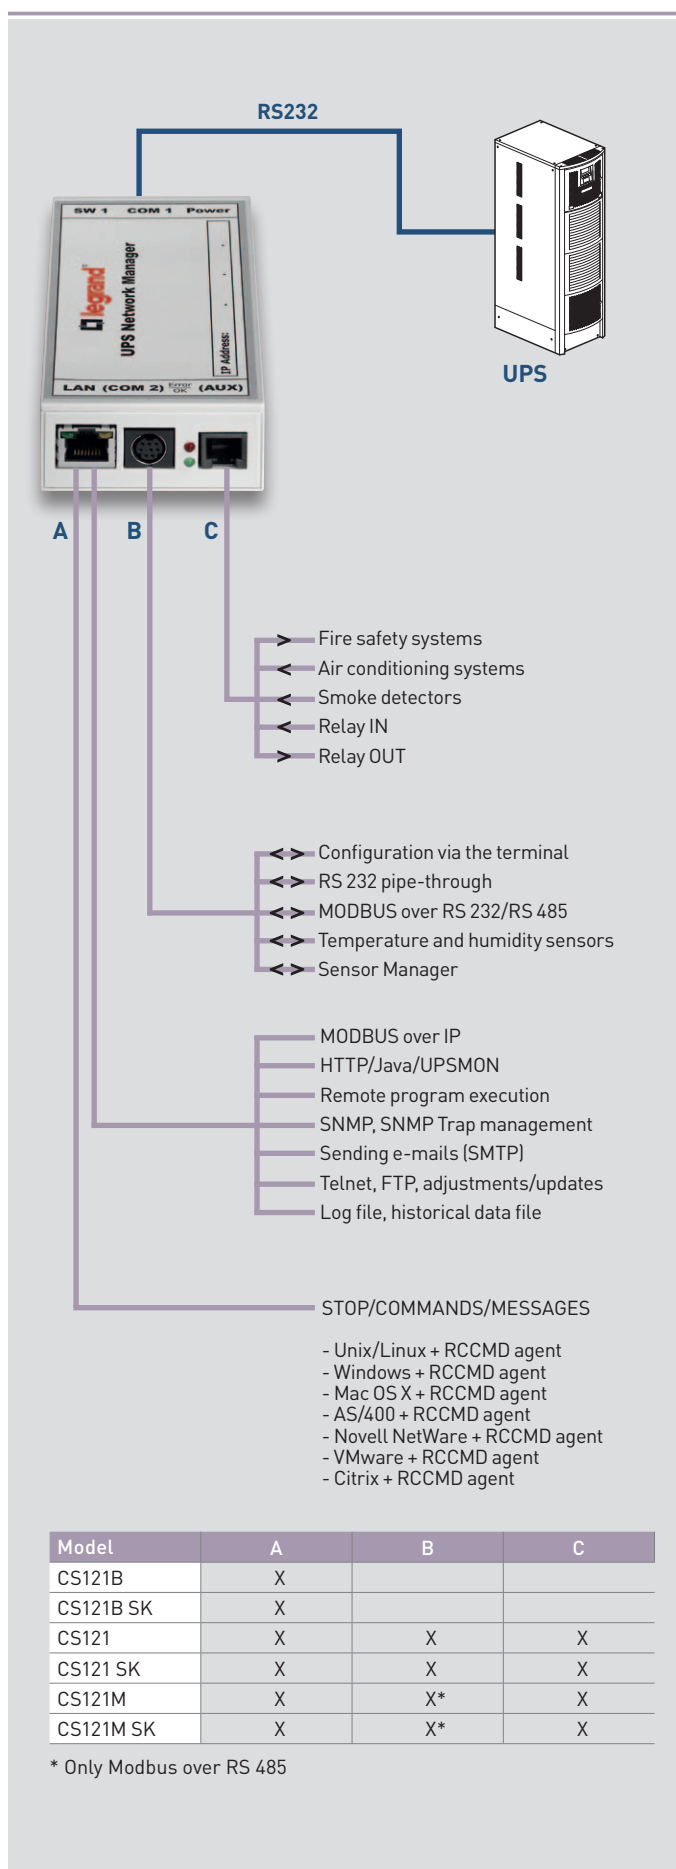 RS232
SW 1 COM 1 Power
legrand®
UPS Network Manager
IP Address:
LAN (COM 2) Error OK (AUX)
UPS
A B C
Fire safety systems
Air conditioning systems
Smoke detectors
Relay IN
Relay OUT
Configuration via the terminal
RS 232 pipe-through
MODBUS over RS 232/RS 485
Temperature and humidity sensors
Sensor Manager
MODBUS over IP
HTTP/Java/UPSMON
Remote program execution
SNMP, SNMP Trap management
Sending e-mails (SMTP)
Telnet, FTP, adjustments/updates
Log file, historical data file
STOP/COMMANDS/MESSAGES
- Unix/Linux + RCCMD agent
- Windows + RCCMD agent
- Mac OS X + RCCMD agent
- AS/400 + RCCMD agent
- Novell NetWare + RCCMD agent
- VMware + RCCMD agent
- Citrix + RCCMD agent
Model A B C
CS121B X
CS121B SK X
CS121 X X X
CS121 SK X X X
CS121M X X* X
CS121M SK X X* X
* Only Modbus over RS 485